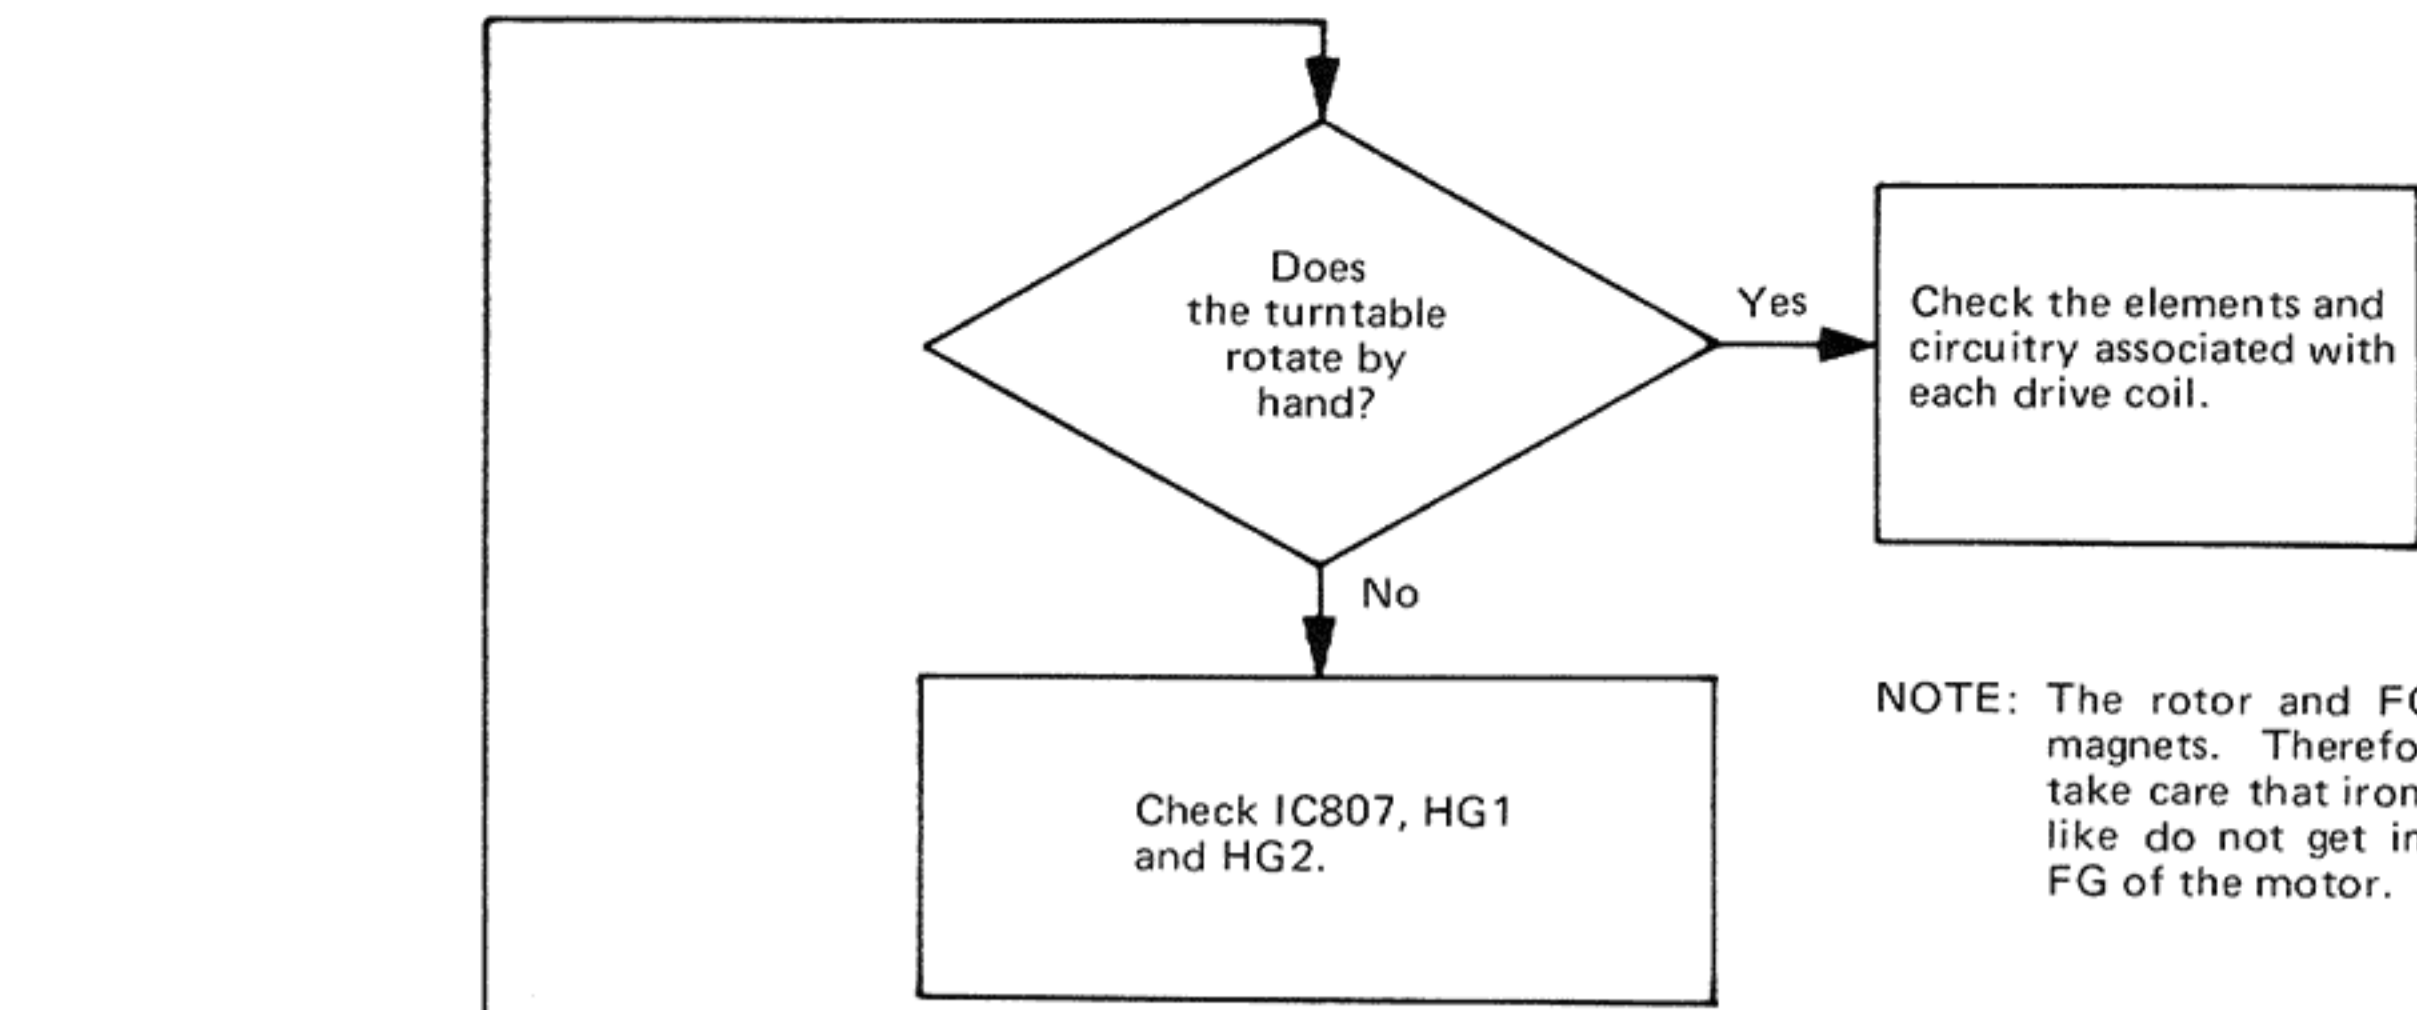 Does
the turntable
rotate by
hand?
Yes
Check the elements and
circuitry associated with
each drive coil.
No
Check IC807, HG1
and HG2.
NOTE: The rotor and
magnets.
take care that iron
like do not get
FG of the motor.